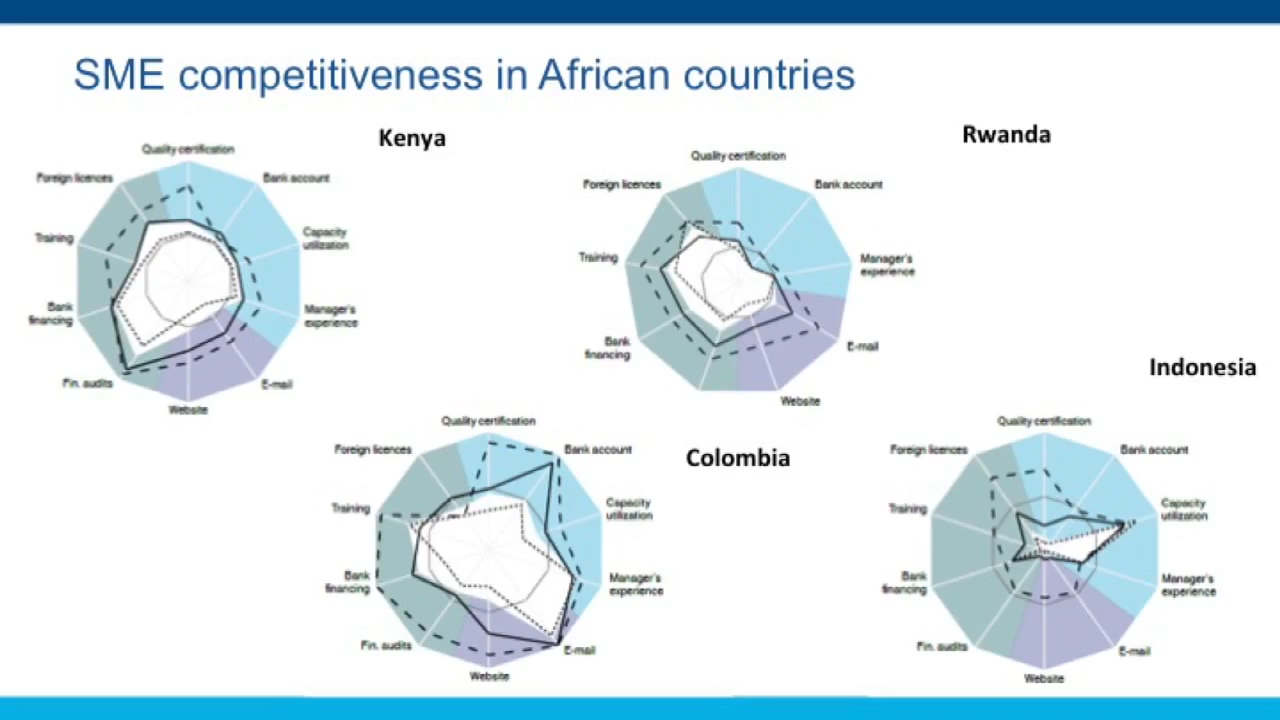 SME competitiveness in African countries
Kenya
Quality certification
Foreign licences
Bank account
Training
Capacity
utilization
Bank
financing
Manager's
experience
Fin. audits
E-mail
Website
Rwanda
Quality certification
Foreign licences
Bank account
Training
Manager's
experience
Bank
financing
E-mail
Website
Colombia
Quality certification
Foreign licences
Bank account
Training
Capacity
utilization
Bank
financing
Manager's
experience
Fin. audits
E-mail
Website
Indonesia
Quality certification
Foreign licences
Bank account
Training
Capacity
utilization
Bank
financing
Manager's
experience
Fin. audits
E-mail
Website